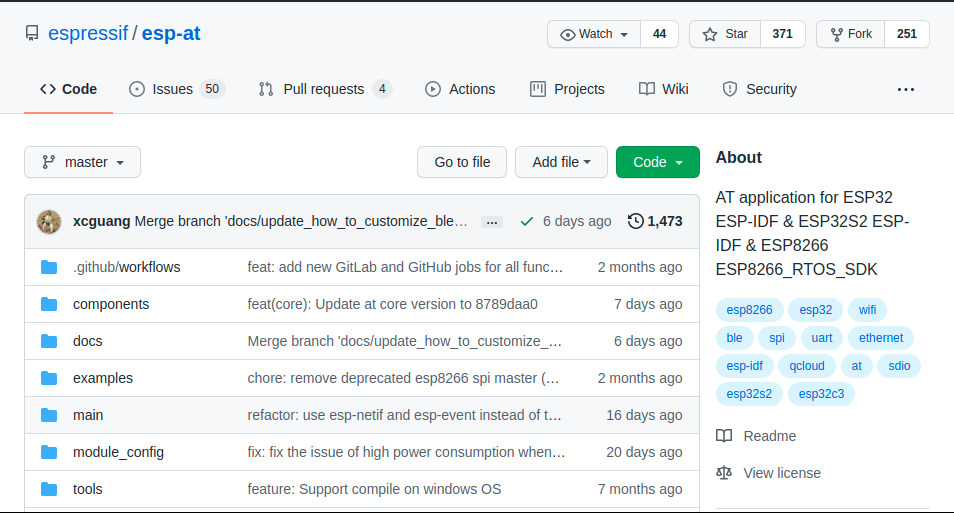 espressif / esp-at
Watch 44 Star 371 Fork 251
Code Issues 50 Pull requests 4 Actions Projects Wiki Security ...
master Go to file Add file Code
xcguang Merge branch 'docs/update_how_to_customize_ble… ... 6 days ago 1,473
.github/workflows feat: add new GitLab and GitHub jobs for all func… 2 months ago
components feat(core): Update at core version to 8789daa0 7 days ago
docs Merge branch 'docs/update_how_to_customize_… 6 days ago
examples chore: remove deprecated esp8266 spi master (… 2 months ago
main refactor: use esp-netif and esp-event instead of t… 16 days ago
module_config fix: fix the issue of high power consumption when… 20 days ago
tools feature: Support compile on windows OS 7 months ago
About
AT application for ESP32
ESP-IDF & ESP32S2 ESP-
IDF & ESP8266
ESP8266_RTOS_SDK
esp8266 esp32 wifi
ble spi uart ethernet
esp-idf qcloud at sdio
esp32s2 esp32c3
Readme
View license